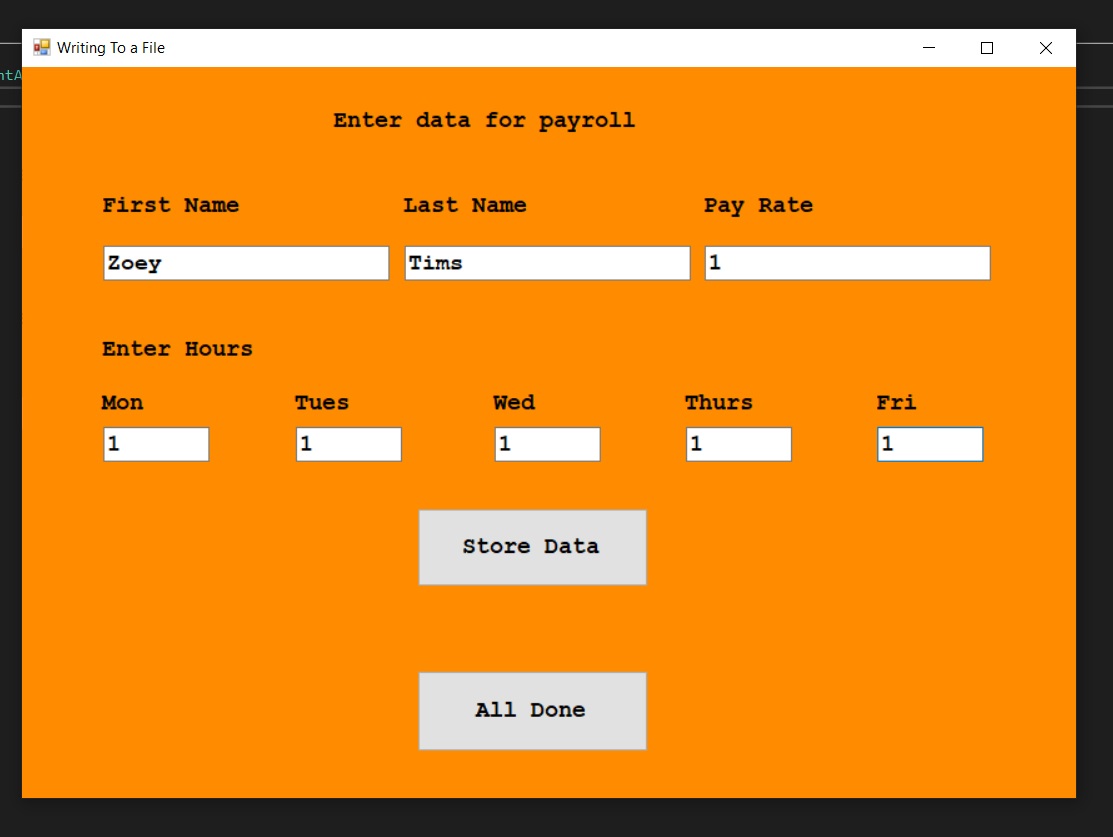 Writing To a File
ntA
Enter data for payroll
First Name Last Name Pay Rate
Zoey Tims 1
Enter Hours
Mon Tues Wed Thurs Fri
1 1 1 1 1
Store Data
All Done